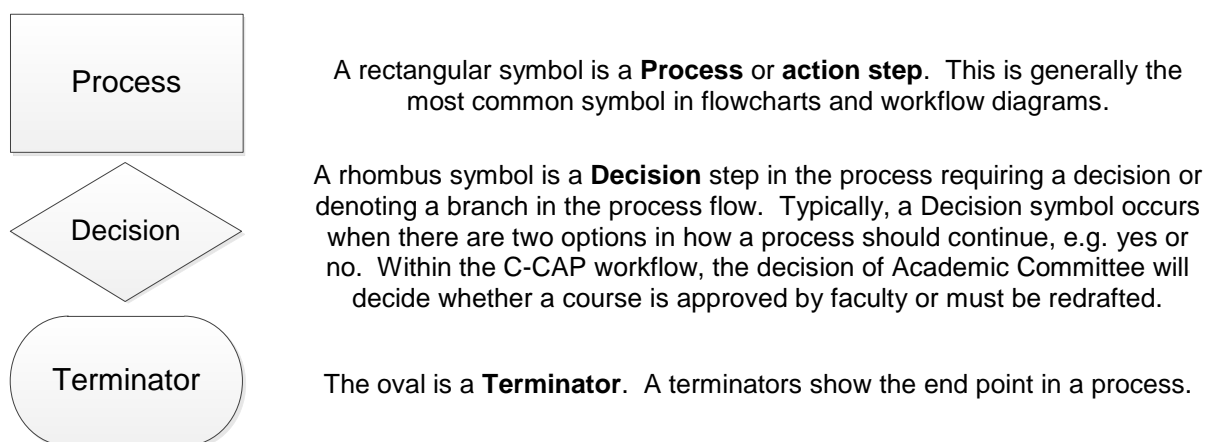 Process
A rectangular symbol is a Process or action step.  This is generally the
most common symbol in flowcharts and workflow diagrams.
Decision
A rhombus symbol is a Decision step in the process requiring a decision or
denoting a branch in the process flow.  Typically, a Decision symbol occurs
when there are two options in how a process should continue, e.g. yes or
no.  Within the C-CAP workflow, the decision of Academic Committee will
decide whether a course is approved by faculty or must be redrafted.
Terminator
The oval is a Terminator.  A terminators show the end point in a process.